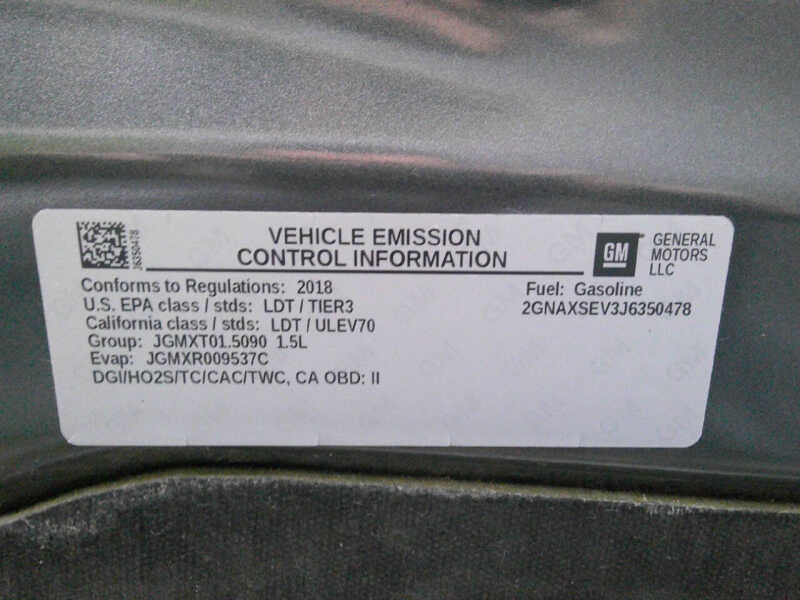 J6350478
VEHICLE EMISSION
CONTROL INFORMATION
GM
GENERAL
MOTORS
LLC
Conforms to Regulations: 2018
U.S. EPA class / stds: LDT / TIER3
California class / stds: LDT / ULEV70
Group: JGMXT01.5090 1.5L
Evap: JGMXR009537C
DGI/HO2S/TC/CAC/TWC, CA OBD: II
Fuel: Gasoline
2GNAXSEV3J6350478